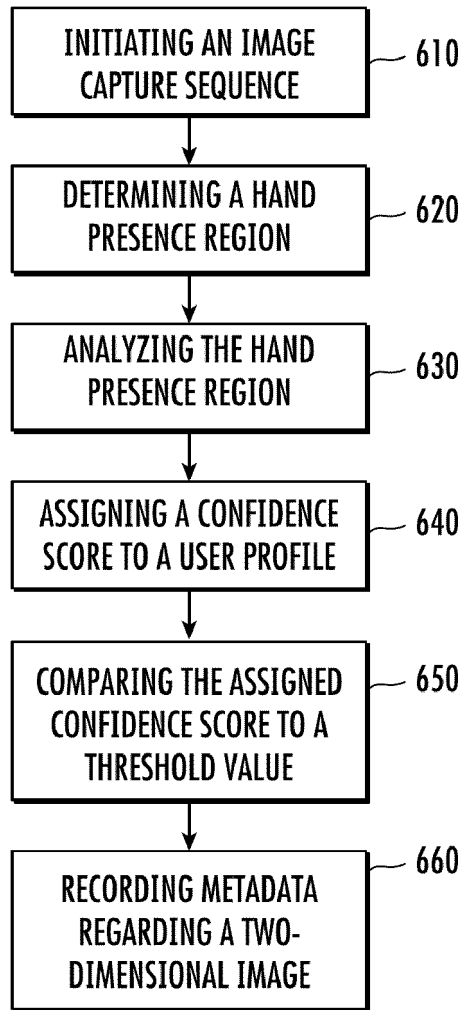 INITIATING AN IMAGE
CAPTURE SEQUENCE
610
DETERMINING A HAND
PRESENCE REGION
620
ANALYZING THE HAND
PRESENCE REGION
630
ASSIGNING A CONFIDENCE
SCORE TO A USER PROFILE
640
COMPARING THE ASSIGNED
CONFIDENCE SCORE TO A
THRESHOLD VALUE
650
RECORDING METADATA
REGARDING A TWO-
DIMENSIONAL IMAGE
660